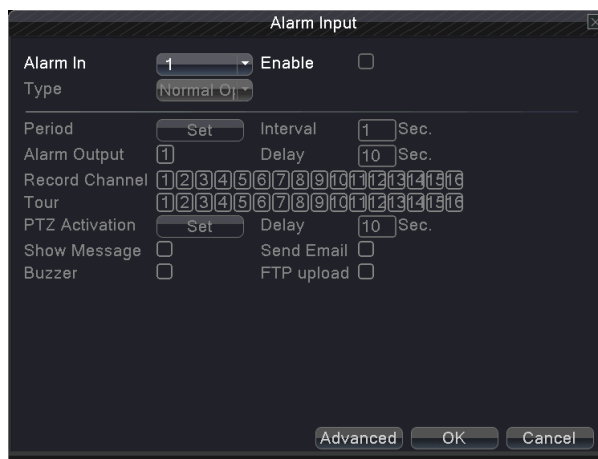 Alarm Input
Alarm In 1 Enable
Type Normal Op
Period Set Interval 1 Sec.
Alarm Output 1 Delay 10 Sec.
Record Channel 1 2 3 4 5 6 7 8 9 10 11 12 13 14 15 16
Tour 1 2 3 4 5 6 7 8 9 10 11 12 13 14 15 16
PTZ Activation Set Delay 10 Sec.
Show Message Send Email
Buzzer FTP upload
Advanced OK Cancel